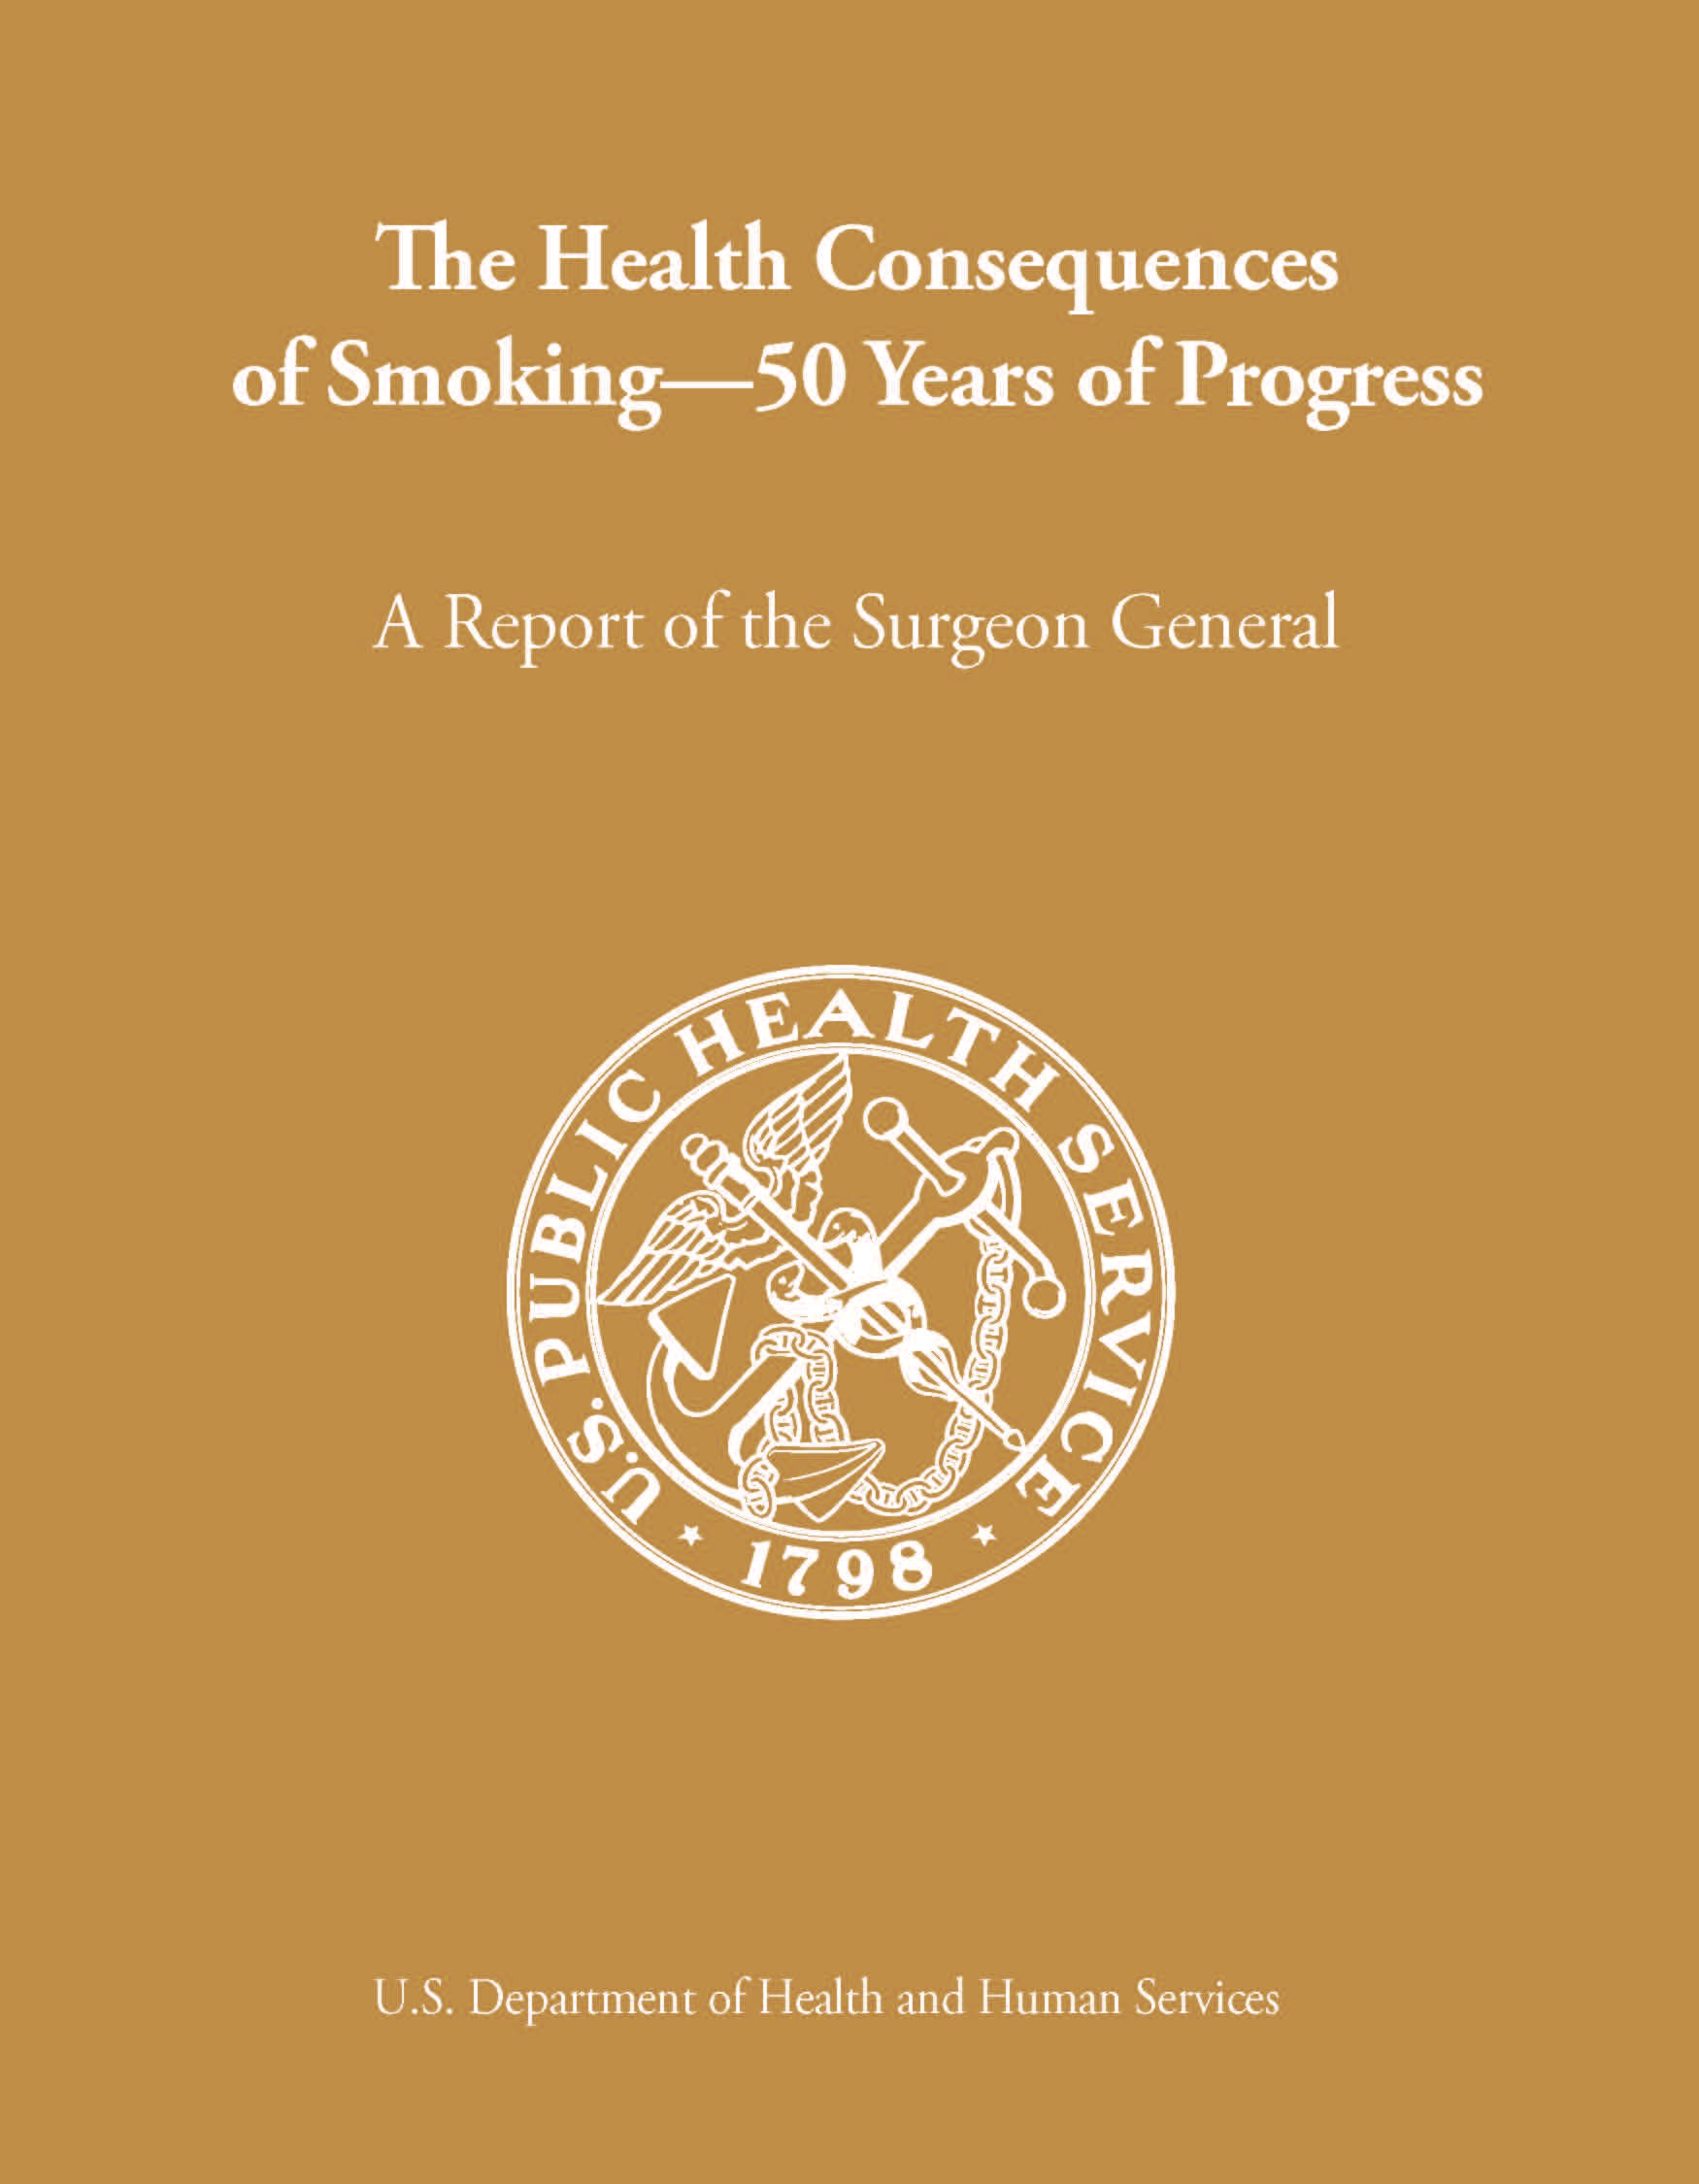 The Health Consequences
of Smoking—50 Years of Progress
A Report of the Surgeon General
U.S. PUBLIC HEALTH SERVICE
1798
U.S. Department of Health and Human Services